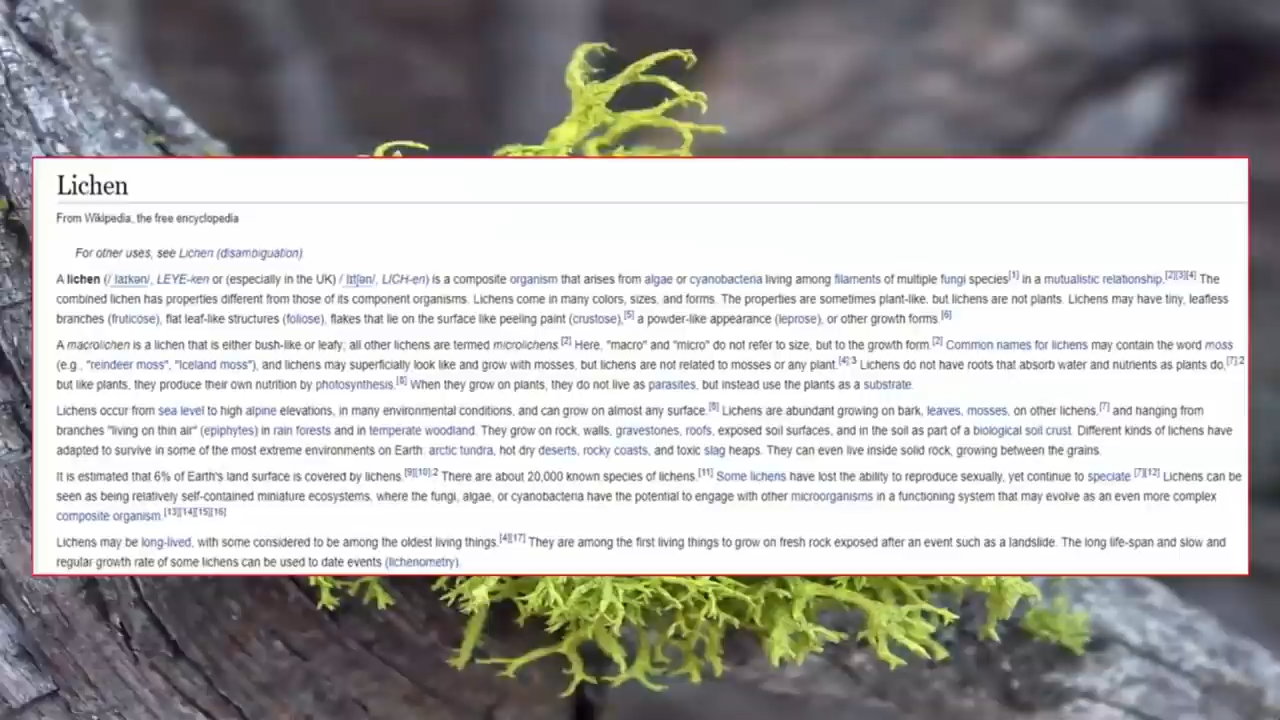 Lichen
From Wikipedia, the free encyclopedia
For other uses, see Lichen (disambiguation)
A lichen (/ˈlaɪkən/, LEYE-ken or (especially in the UK) /ˈlɪtʃən/, LICH-en) is a composite organism that arises from algae or cyanobacteria living among filaments of multiple fungi species[1] in a mutualistic relationship.[2][3][4] The
combined lichen has properties different from those of its component organisms. Lichens come in many colors, sizes, and forms. The properties are sometimes plant-like, but lichens are not plants. Lichens may have tiny, leafless
branches (fruticose), flat leaf-like structures (foliose), flakes that lie on the surface like peeling paint (crustose),[5] a powder-like appearance (leprose), or other growth forms.[6]
A macrolichen is a lichen that is either bush-like or leafy; all other lichens are termed microlichens.[2] Here, "macro" and "micro" do not refer to size, but to the growth form.[2] Common names for lichens may contain the word moss
(e.g., "reindeer moss", "Iceland moss"), and lichens may superficially look like and grow with mosses, but lichens are not related to mosses or any plant.[4]:3 Lichens do not have roots that absorb water and nutrients as plants do,[7]:2
but like plants, they produce their own nutrition by photosynthesis.[8] When they grow on plants, they do not live as parasites, but instead use the plants as a substrate.
Lichens occur from sea level to high alpine elevations, in many environmental conditions, and can grow on almost any surface.[8] Lichens are abundant growing on bark, leaves, mosses, on other lichens,[7] and hanging from
branches "living on thin air" (epiphytes) in rain forests and in temperate woodland. They grow on rock, walls, gravestones, roofs, exposed soil surfaces, and in the soil as part of a biological soil crust. Different kinds of lichens have
adapted to survive in some of the most extreme environments on Earth: arctic tundra, hot dry deserts, rocky coasts, and toxic slag heaps. They can even live inside solid rock, growing between the grains.
It is estimated that 6% of Earth's land surface is covered by lichens.[9][10]:2 There are about 20,000 known species of lichens.[11] Some lichens have lost the ability to reproduce sexually, yet continue to speciate.[7][12] Lichens can be
seen as being relatively self-contained miniature ecosystems, where the fungi, algae, or cyanobacteria have the potential to engage with other microorganisms in a functioning system that may evolve as an even more complex
composite organism.[13][14][15][16]
Lichens may be long-lived, with some considered to be among the oldest living things.[4][17] They are among the first living things to grow on fresh rock exposed after an event such as a landslide. The long life-span and slow and
regular growth rate of some lichens can be used to date events (lichenometry).